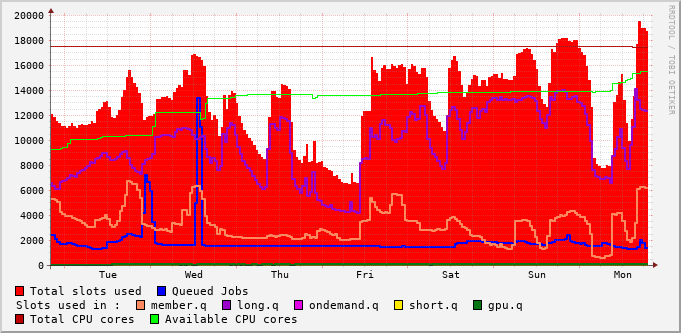 20000
18000
16000
14000
12000
10000
8000
6000
4000
2000
0
Tue Wed Thu Fri Sat Sun Mon
RRDTOOL / TOBI OETIKER
Total slots used Queued Jobs
Slots used in : member.q long.q ondemand.q short.q gpu.q
Total CPU cores Available CPU cores